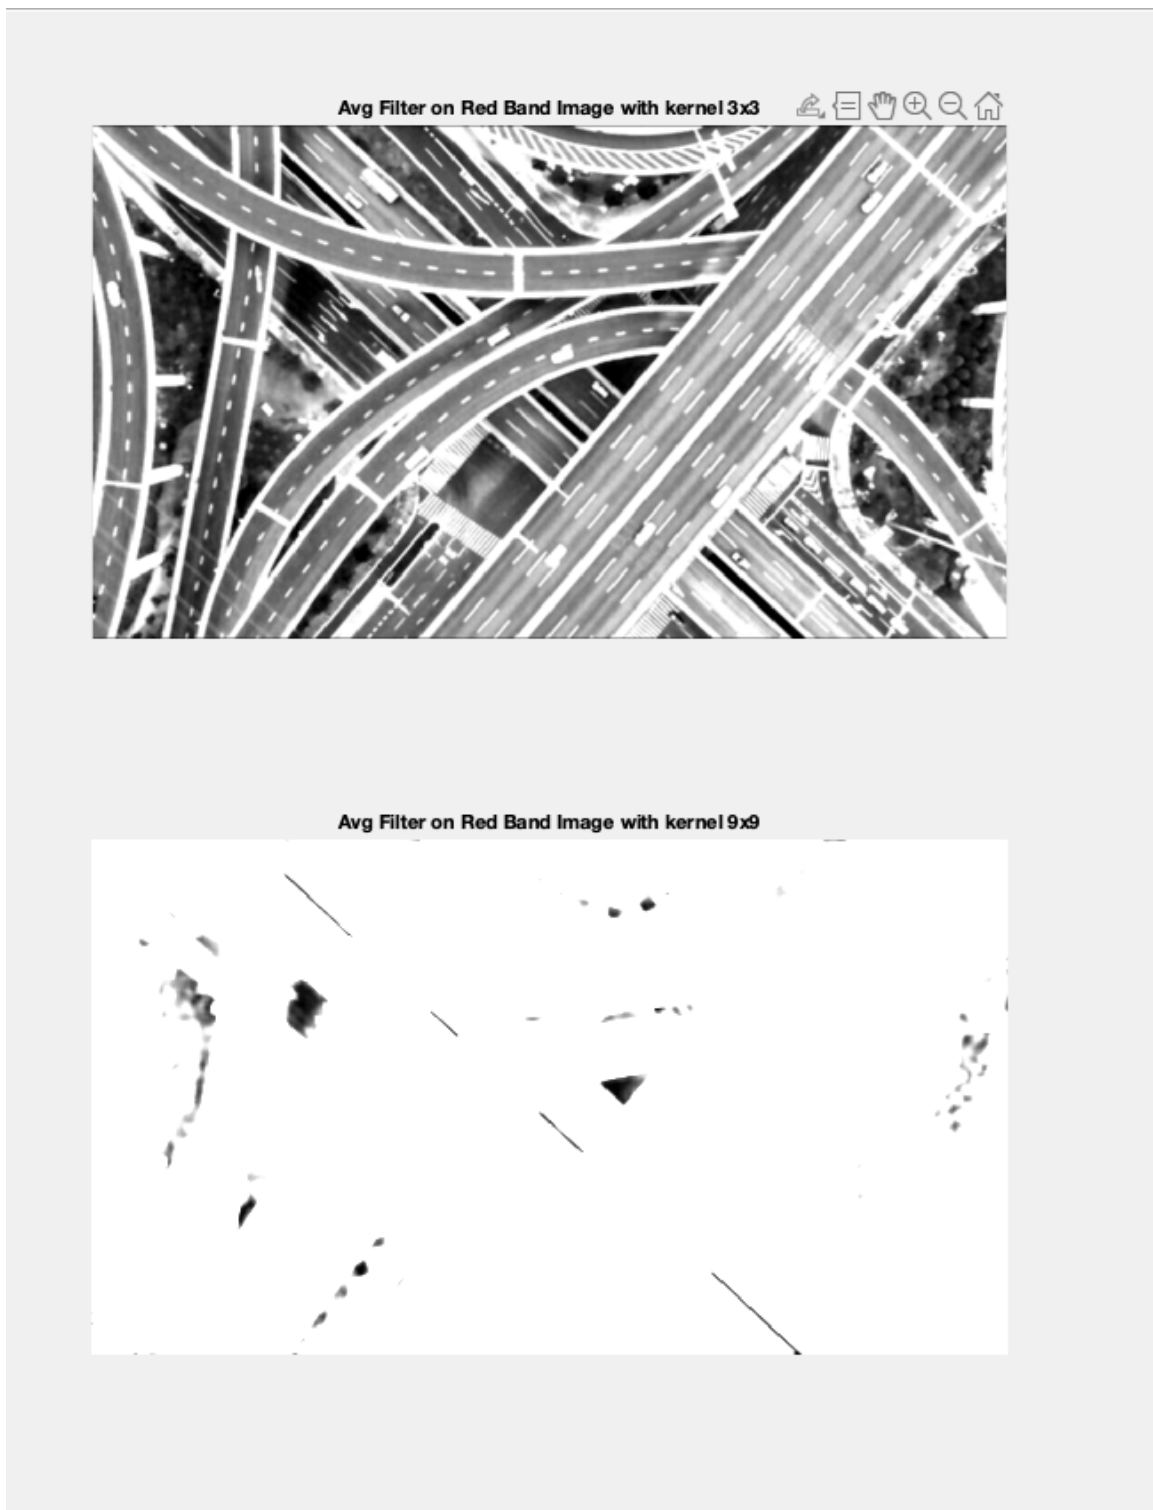 Avg Filter on Red Band Image with kernel 3x3
Avg Filter on Red Band Image with kernel 9x9